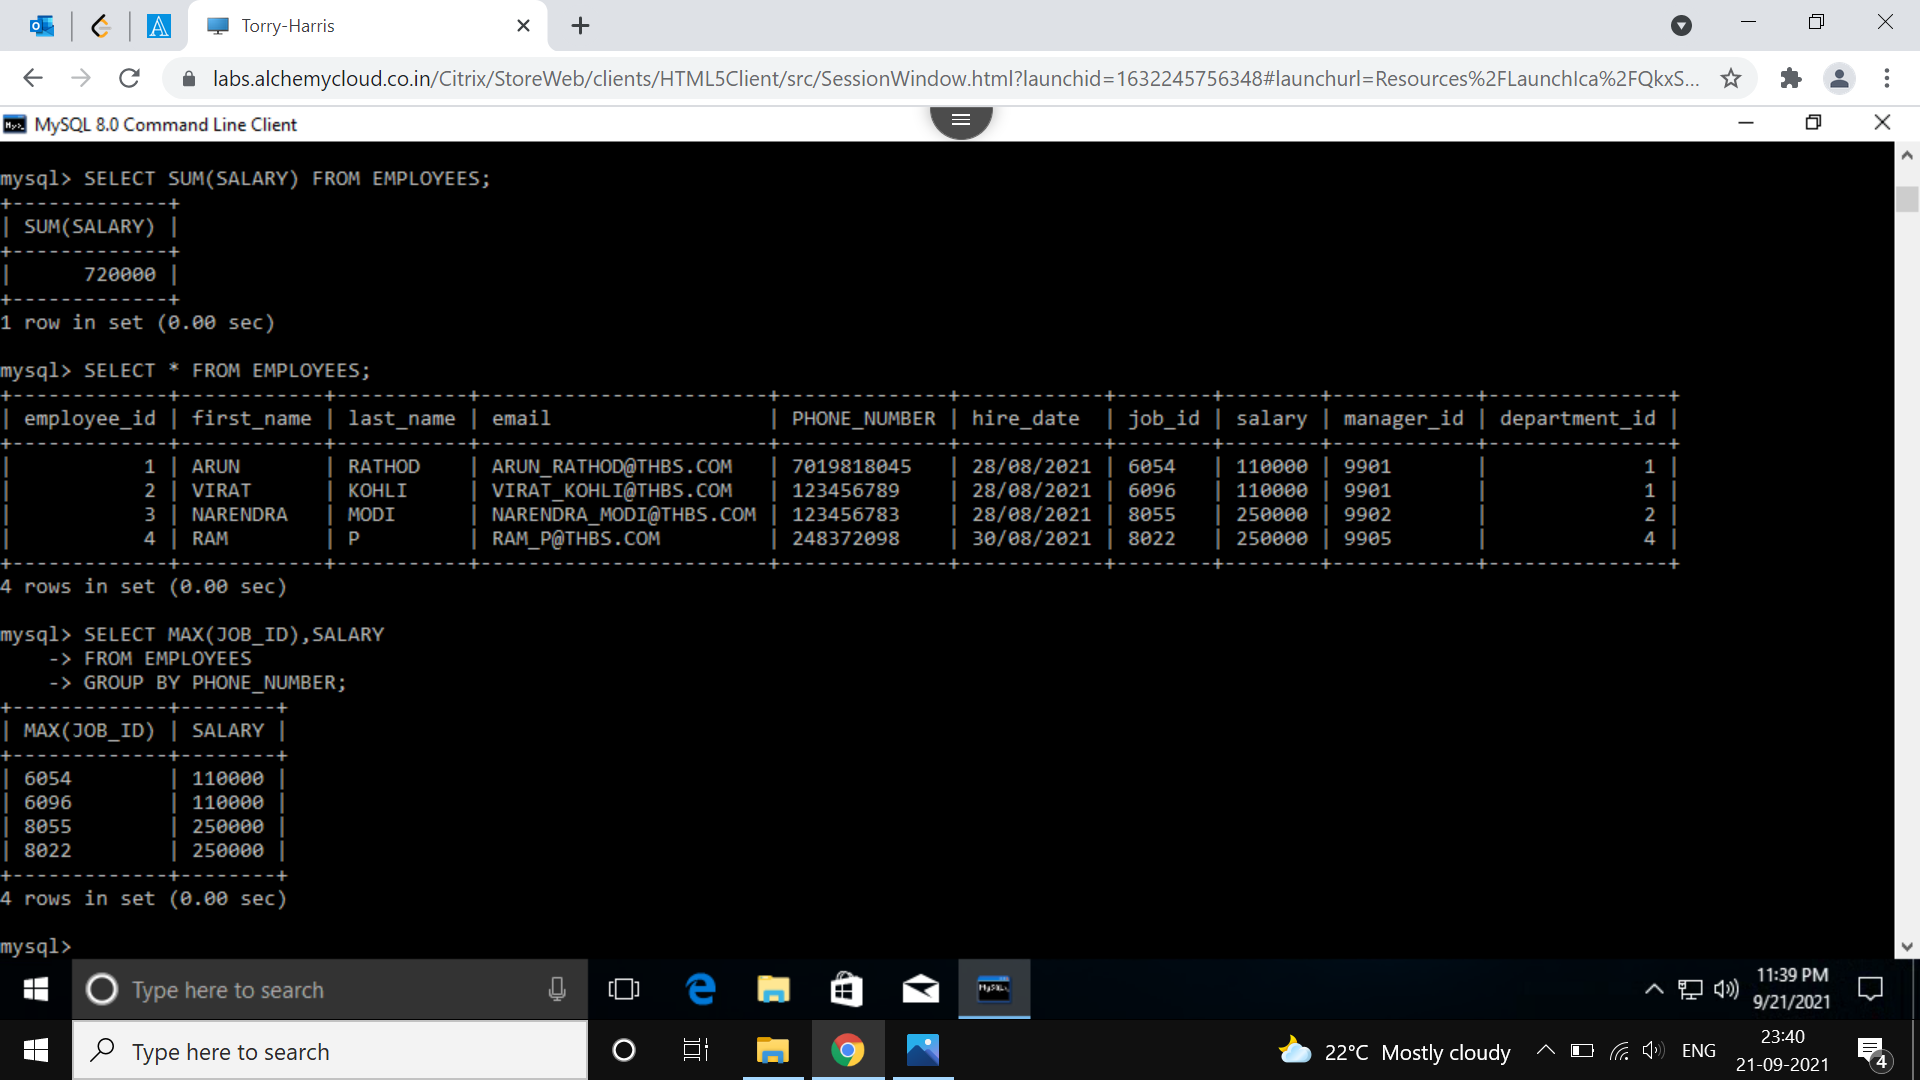 Torry-Harris
labs.alchemycloud.co.in/Citrix/StoreWeb/clients/HTML5Client/src/SessionWindow.html?launchid=1632245756348#launchurl=Resources%2FLaunchIca%2FQkxS...
MySQL 8.0 Command Line Client
mysql> SELECT SUM(SALARY) FROM EMPLOYEES;
+-------------+
| SUM(SALARY) |
+-------------+
|      720000 |
+-------------+
1 row in set (0.00 sec)
mysql> SELECT * FROM EMPLOYEES;
+-------------+------------+-----------+------------------------+--------------+------------+--------+--------+------------+---------------+
| employee_id | first_name | last_name | email                  | PHONE_NUMBER | hire_date  | job_id | salary | manager_id | department_id |
+-------------+------------+-----------+------------------------+--------------+------------+--------+--------+------------+---------------+
|           1 | ARUN       | RATHOD    | ARUN_RATHOD@THBS.COM   | 7019818045   | 28/08/2021 | 6054   | 110000 | 9901       |             1 |
|           2 | VIRAT      | KOHLI     | VIRAT_KOHLI@THBS.COM   | 123456789    | 28/08/2021 | 6096   | 110000 | 9901       |             1 |
|           3 | NARENDRA   | MODI      | NARENDRA_MODI@THBS.COM | 123456783    | 28/08/2021 | 8055   | 250000 | 9902       |             2 |
|           4 | RAM        | P         | RAM_P@THBS.COM         | 248372098    | 30/08/2021 | 8022   | 250000 | 9905       |             4 |
+-------------+------------+-----------+------------------------+--------------+------------+--------+--------+------------+---------------+
4 rows in set (0.00 sec)
mysql> SELECT MAX(JOB_ID),SALARY
    -> FROM EMPLOYEES
    -> GROUP BY PHONE_NUMBER;
+-------------+--------+
| MAX(JOB_ID) | SALARY |
+-------------+--------+
| 6054        | 110000 |
| 6096        | 110000 |
| 8055        | 250000 |
| 8022        | 250000 |
+-------------+--------+
4 rows in set (0.00 sec)
mysql>
Type here to search
11:39 PM
9/21/2021
Type here to search
22°C Mostly cloudy
ENG
23:40
21-09-2021
4